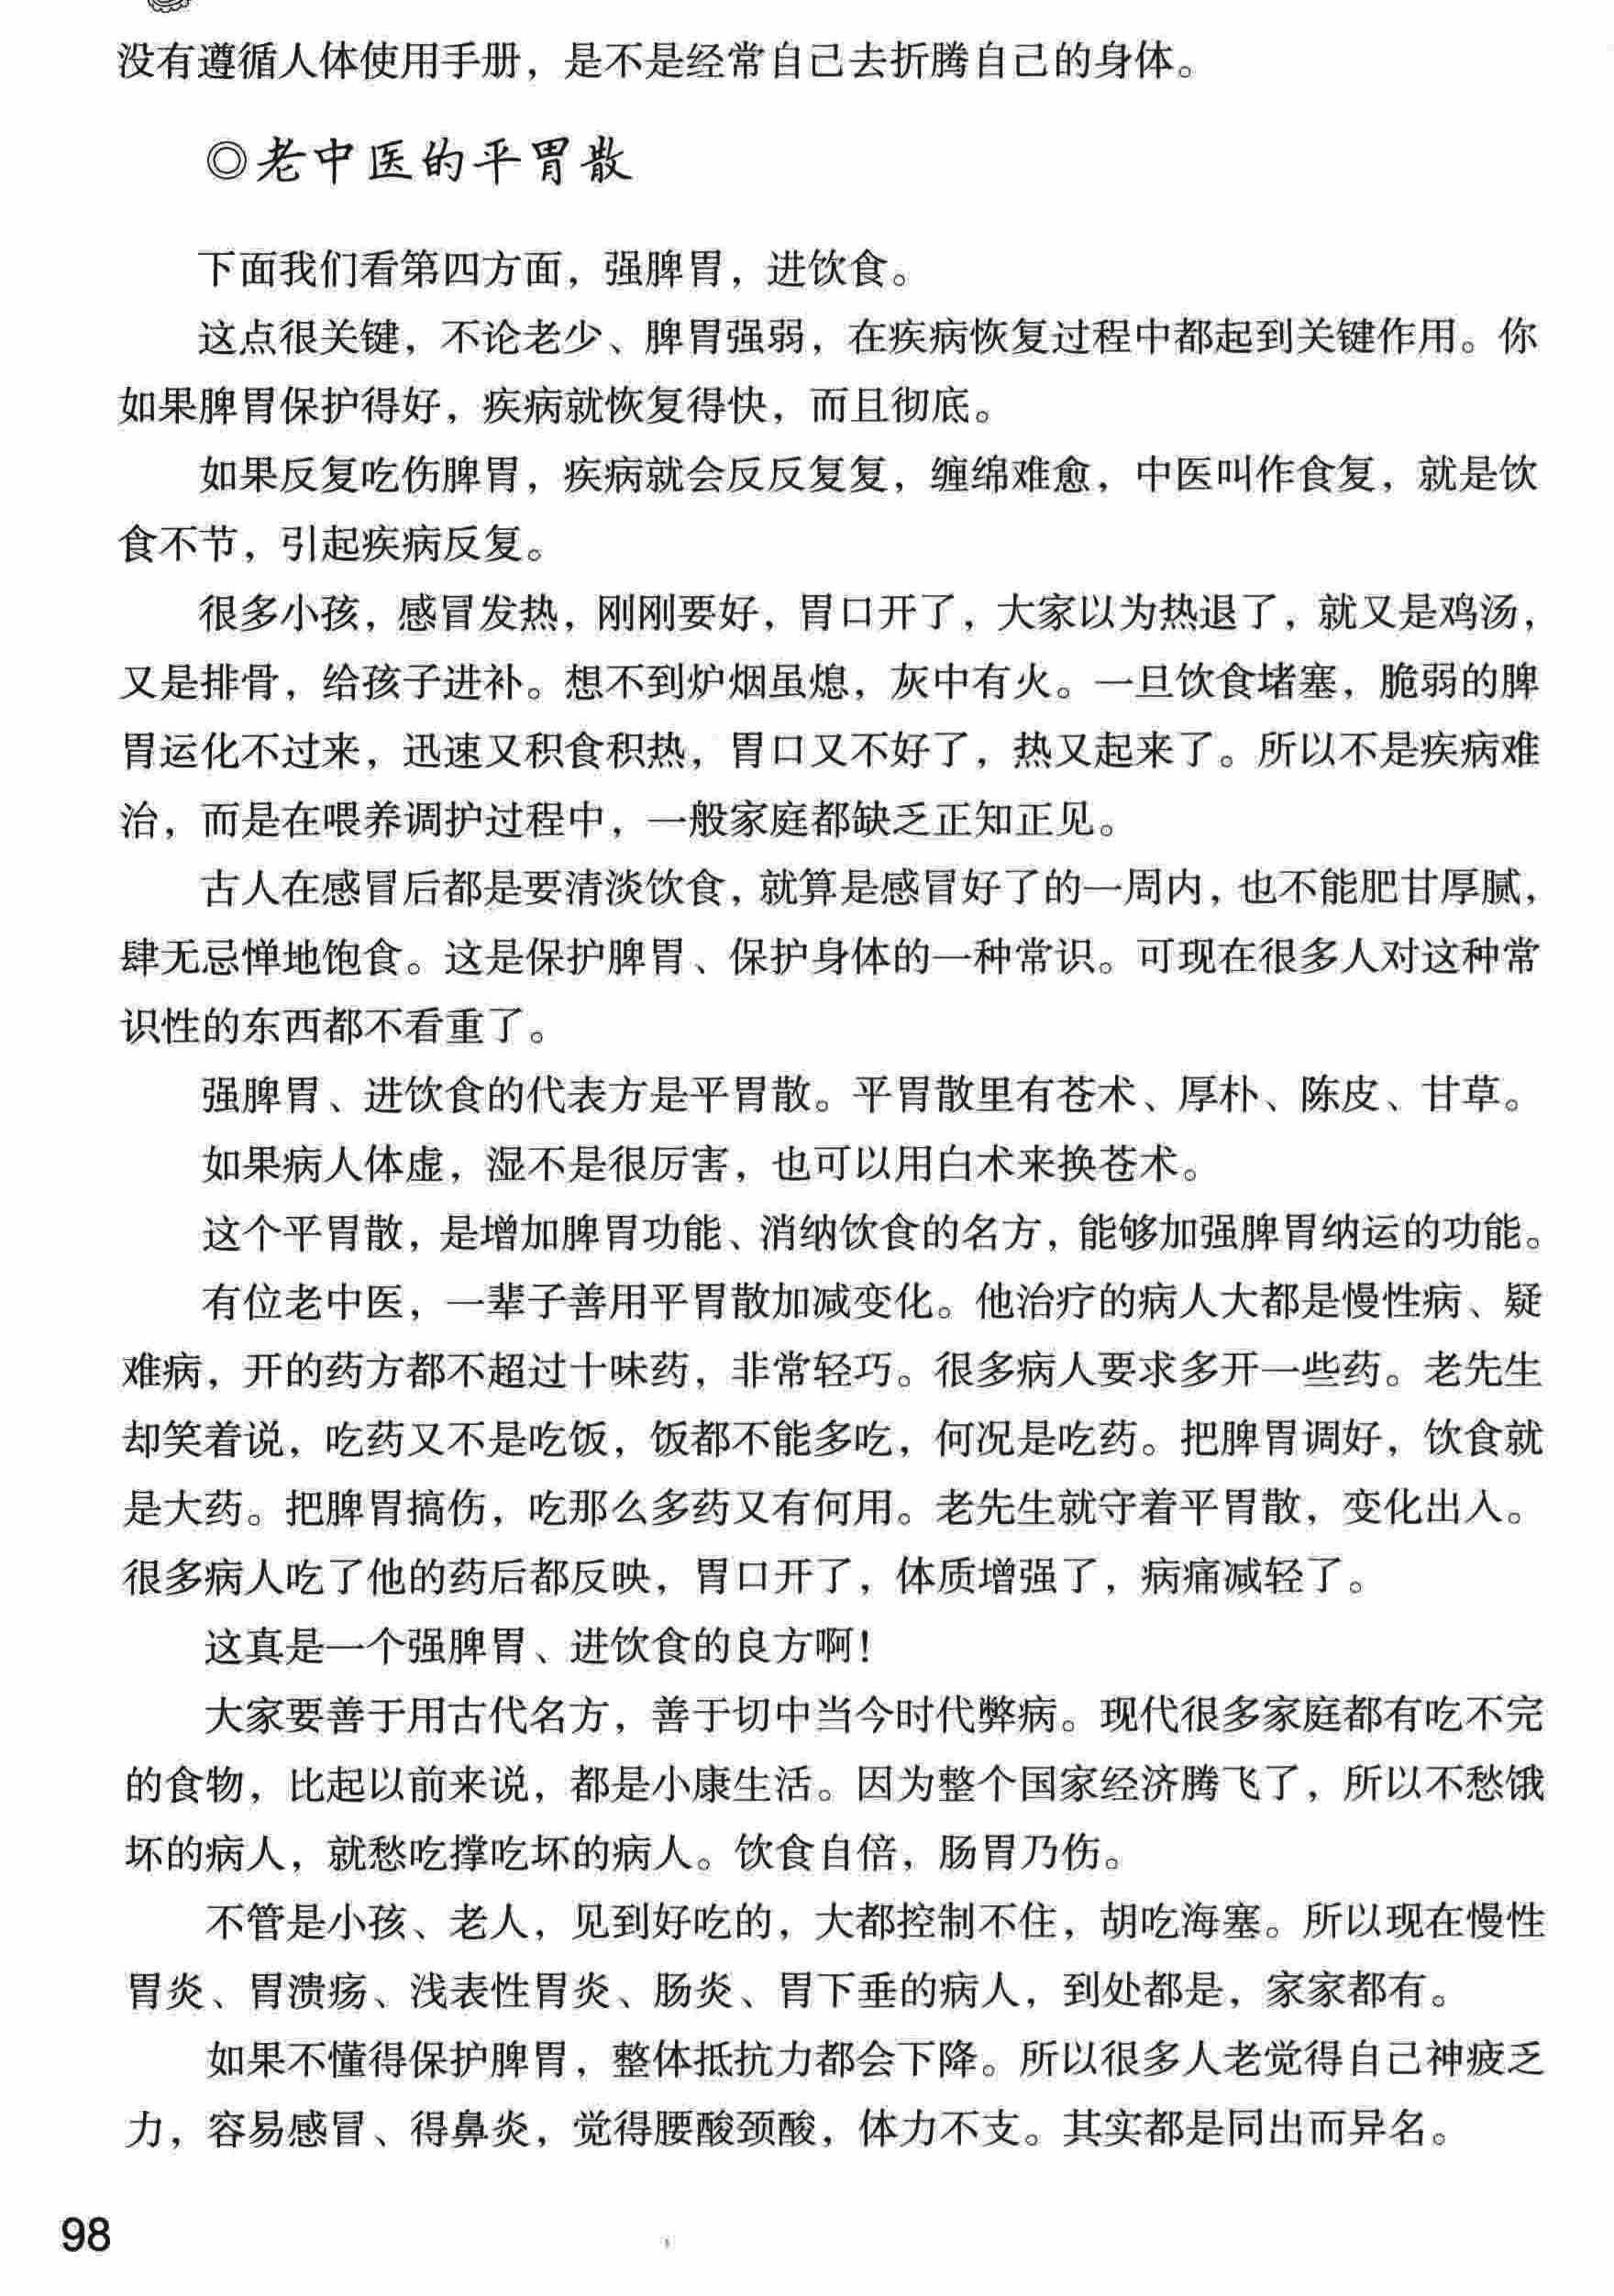 没有遵循人体使用手册，是不是经常自己去折腾自己的身体。
◎老中医的平胃散
下面我们看第四方面，强脾胃，进饮食。
这点很关键，不论老少、脾胃强弱，在疾病恢复过程中都起到关键作用。你
如果脾胃保护得好，疾病就恢复得快，而且彻底。
如果反复吃伤脾胃，疾病就会反反复复，缠绵难愈，中医叫作食复，就是饮
食不节，引起疾病反复。
很多小孩，感冒发热，刚刚要好，胃口开了，大家以为热退了，就又是鸡汤，
又是排骨，给孩子进补。想不到炉烟虽熄，灰中有火。一旦饮食堵塞，脆弱的脾
胃运化不过来，迅速又积食积热，胃口又不好了，热又起来了。所以不是疾病难
治，而是在喂养调护过程中，一般家庭都缺乏正知正见。
古人在感冒后都是要清淡饮食，就算是感冒好了的一周内，也不能肥甘厚腻，
肆无忌惮地饱食。这是保护脾胃、保护身体的一种常识。可现在很多人对这种常
识性的东西都不看重了。
强脾胃、进饮食的代表方是平胃散。平胃散里有苍术、厚朴、陈皮、甘草。
如果病人体虚，湿不是很厉害，也可以用白术来换苍术。
这个平胃散，是增加脾胃功能、消纳饮食的名方，能够加强脾胃纳运的功能。
有位老中医，一辈子善用平胃散加减变化。他治疗的病人大都是慢性病、疑
难病，开的药方都不超过十味药，非常轻巧。很多病人要求多开一些药。老先生
却笑着说，吃药又不是吃饭，饭都不能多吃，何况是吃药。把脾胃调好，饮食就
是大药。把脾胃搞伤，吃那么多药又有何用。老先生就守着平胃散，变化出入。
很多病人吃了他的药后都反映，胃口开了，体质增强了，病痛减轻了。
这真是一个强脾胃、进饮食的良方啊！
大家要善于用古代名方，善于切中当今时代弊病。现代很多家庭都有吃不完
的食物，比起以前来说，都是小康生活。因为整个国家经济腾飞了，所以不愁饿
坏的病人，就愁吃撑吃坏的病人。饮食自倍，肠胃乃伤。
不管是小孩、老人，见到好吃的，大都控制不住，胡吃海塞。所以现在慢性
胃炎、胃溃疡、浅表性胃炎、肠炎、胃下垂的病人，到处都是，家家都有。
如果不懂得保护脾胃，整体抵抗力都会下降。所以很多人老觉得自己神疲乏
力，容易感冒、得鼻炎，觉得腰酸颈酸，体力不支。其实都是同出而异名。
98